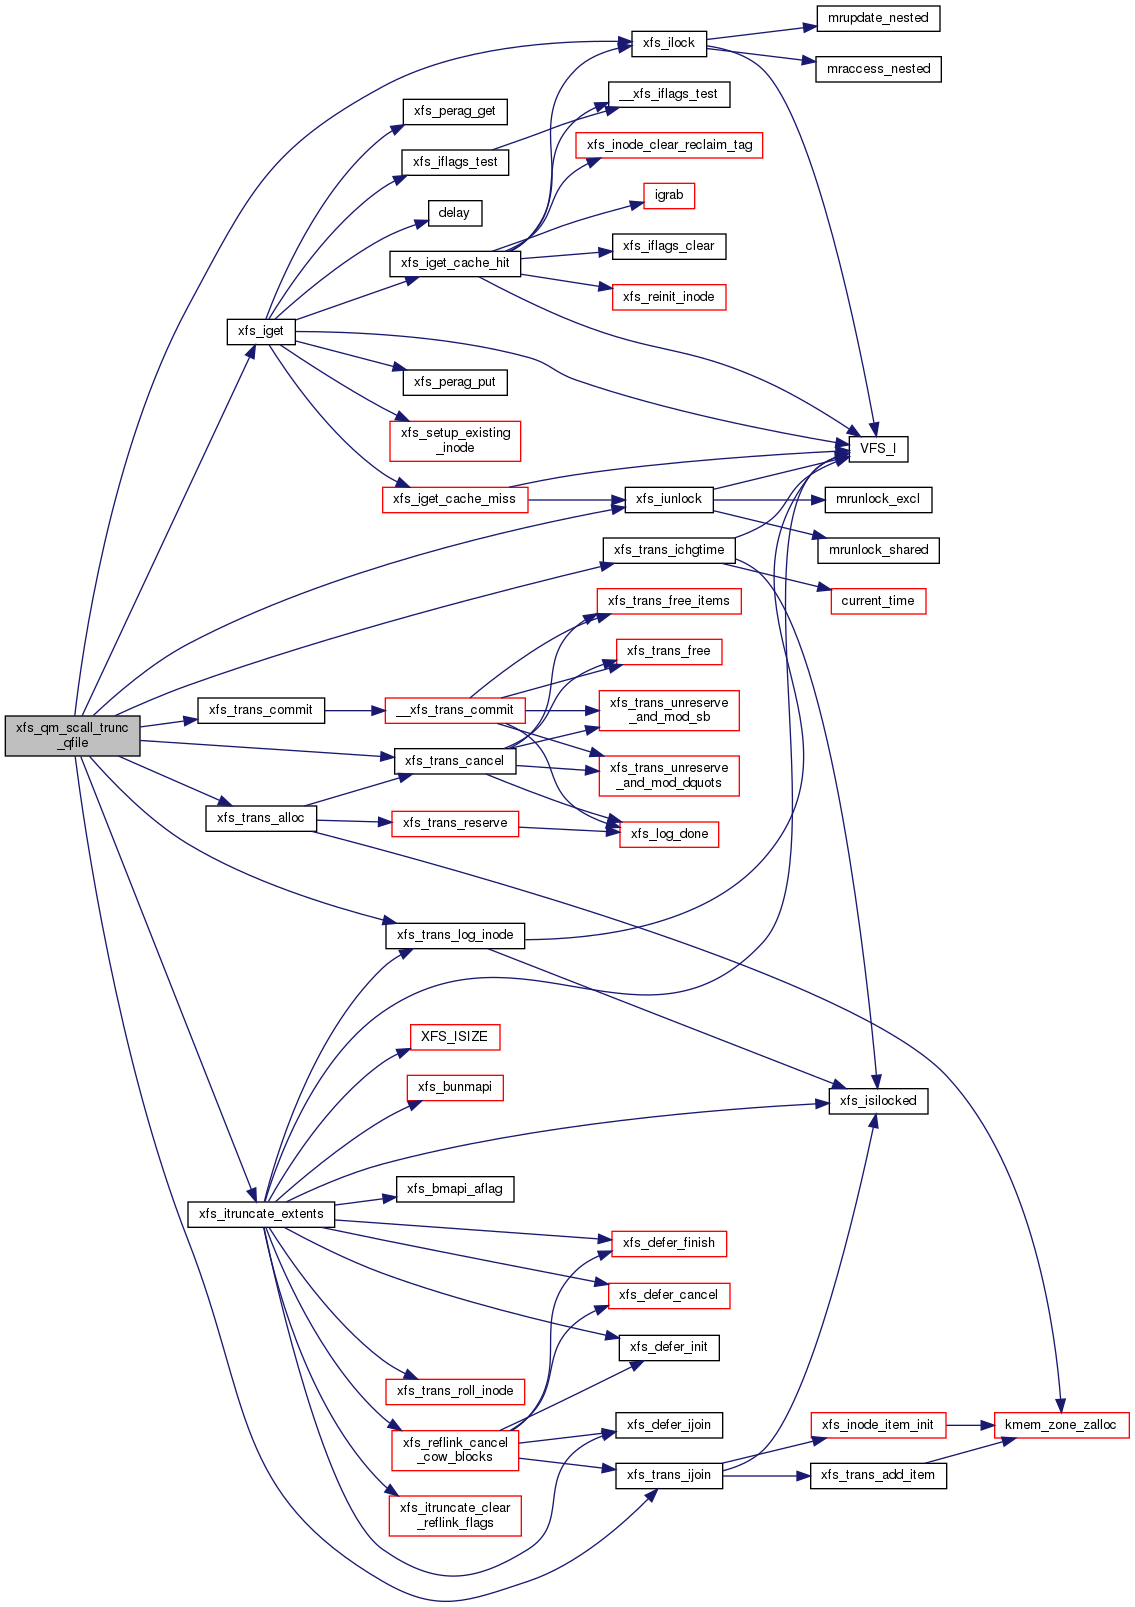 mrupdate_nested
xfs_ilock
mraccess_nested
__xfs_iflags_test
xfs_perag_get
xfs_inode_clear_reclaim_tag
xfs_iflags_test
igrab
delay
xfs_iflags_clear
xfs_iget_cache_hit
xfs_reinit_inode
xfs_iget
xfs_perag_put
xfs_setup_existing
_inode
VFS_I
xfs_iget_cache_miss
xfs_iunlock
mrunlock_excl
xfs_trans_ichgtime
mrunlock_shared
current_time
xfs_trans_free_items
xfs_trans_free
xfs_trans_commit
__xfs_trans_commit
xfs_trans_unreserve
_and_mod_sb
xfs_qm_scall_trunc
_qfile
xfs_trans_cancel
xfs_trans_unreserve
_and_mod_dquots
xfs_trans_alloc
xfs_trans_reserve
xfs_log_done
xfs_trans_log_inode
XFS_ISIZE
xfs_bunmapi
xfs_isilocked
xfs_bmapi_aflag
xfs_itruncate_extents
xfs_defer_finish
xfs_defer_cancel
xfs_defer_init
xfs_trans_roll_inode
xfs_defer_ijoin
xfs_inode_item_init
kmem_zone_zalloc
xfs_reflink_cancel
_cow_blocks
xfs_trans_ijoin
xfs_trans_add_item
xfs_itruncate_clear
_reflink_flags